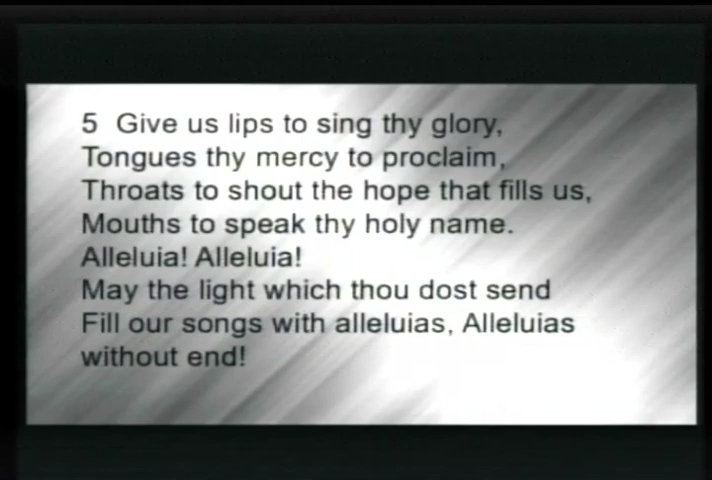 5 Give us lips to sing thy glory,
Tongues thy mercy to proclaim,
Throats to shout the hope that fills us,
Mouths to speak thy holy name.
Alleluia! Alleluia!
May the light which thou dost send
Fill our songs with alleluias, Alleluias
without end!